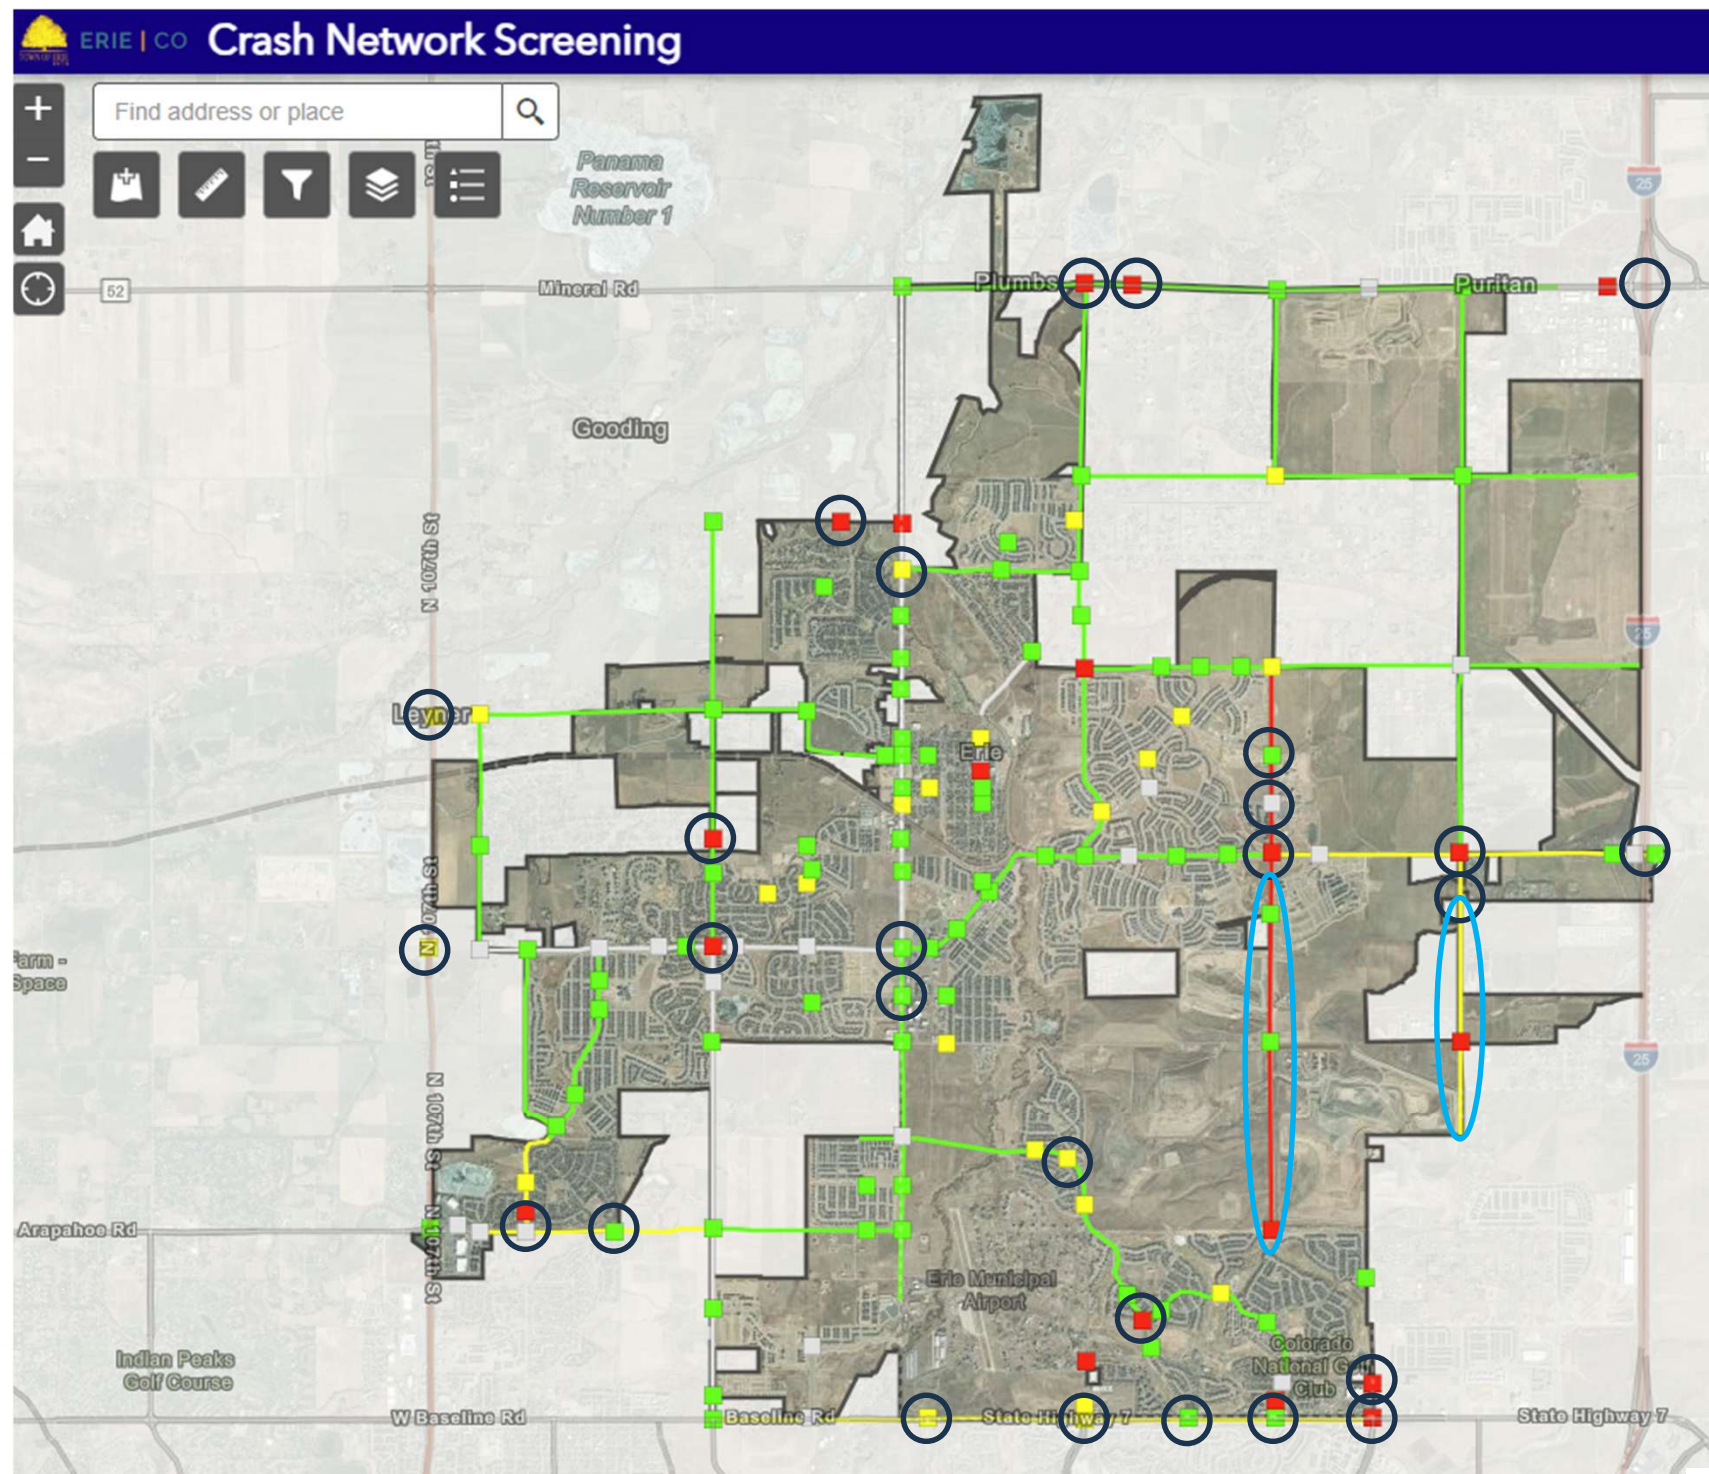 ERIE | CO Crash Network Screening
TOWN OF ERIE
+
Find address or place
−
Panama
Reservoir
Number 1
25
52
Mineral Rd
Plumbs
Puritan
Gooding
N 107th St
25
Leyner
Erie
N 107th St
N
Farm -
Space
N 107th St
25
N 107th St
Arapahoe Rd
Erie Municipal
Airport
Indian Peaks
Golf Course
Colorado
National Golf
Club
W Baseline Rd
Baseline Rd
State Highway 7
State Highway 7